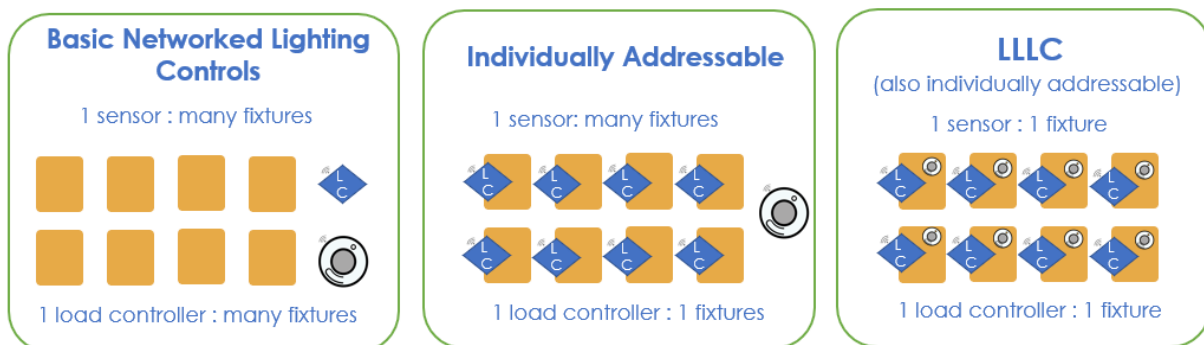 Basic Networked Lighting
Controls
1 sensor : many fixtures
L
C
1 load controller : many fixtures
Individually Addressable
1 sensor: many fixtures
L
C
L
C
L
C
L
C
L
C
L
C
L
C
L
C
1 load controller : 1 fixtures
LLLC
(also individually addressable)
1 sensor : 1 fixture
L
C
L
C
L
C
L
C
L
C
L
C
L
C
L
C
1 load controller : 1 fixture